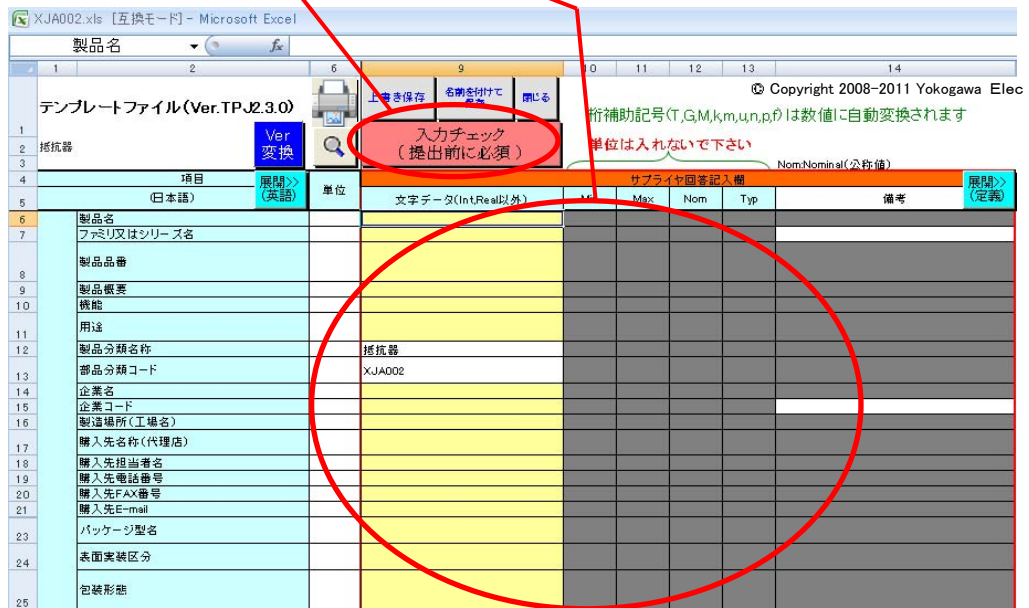 XJA002.xls [互換モード] - Microsoft Excel
製品名 fx
1 2 6 9 10 11 12 13 14
テンプレートファイル(Ver.TPJ2.3.0)
上書き保存 名前を付けて保存 閉じる
© Copyright 2008-2011 Yokogawa Elec
桁補助記号(T,G,M,k,m,u,n,p,f)は数値に自動変換されます
1
2 抵抗器 Ver変換
入力チェック
(提出前に必須)
単位は入れないで下さい
3 Nom:Nominal(公称値)
4 項目 展開>> 単位 サプライヤ回答記入欄 展開>>
5 (日本語) (英語) 文字データ(Int,Real以外) Max Nom Typ 備考 (定義)
6 製品名
7 ファミリ又はシリーズ名
8 製品品番
9 製品概要
10 機能
11 用途
12 製品分類名称 抵抗器
13 部品分類コード XJA002
14 企業名
15 企業コード
16 製造場所(工場名)
17 購入先名称(代理店)
18 購入先担当者名
19 購入先電話番号
20 購入先FAX番号
21 購入先E-mail
23 パッケージ型名
24 表面実装区分
25 包装形態